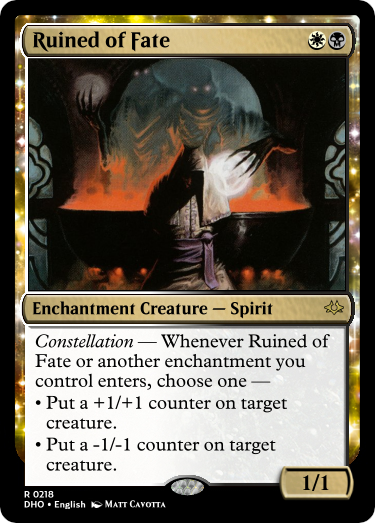 Ruined of Fate
Enchantment Creature — Spirit
Constellation — Whenever Ruined of
Fate or another enchantment you
control enters, choose one —
• Put a +1/+1 counter on target
creature.
• Put a -1/-1 counter on target
creature.
1/1
R 0218
DHO • English Matt Cavotta